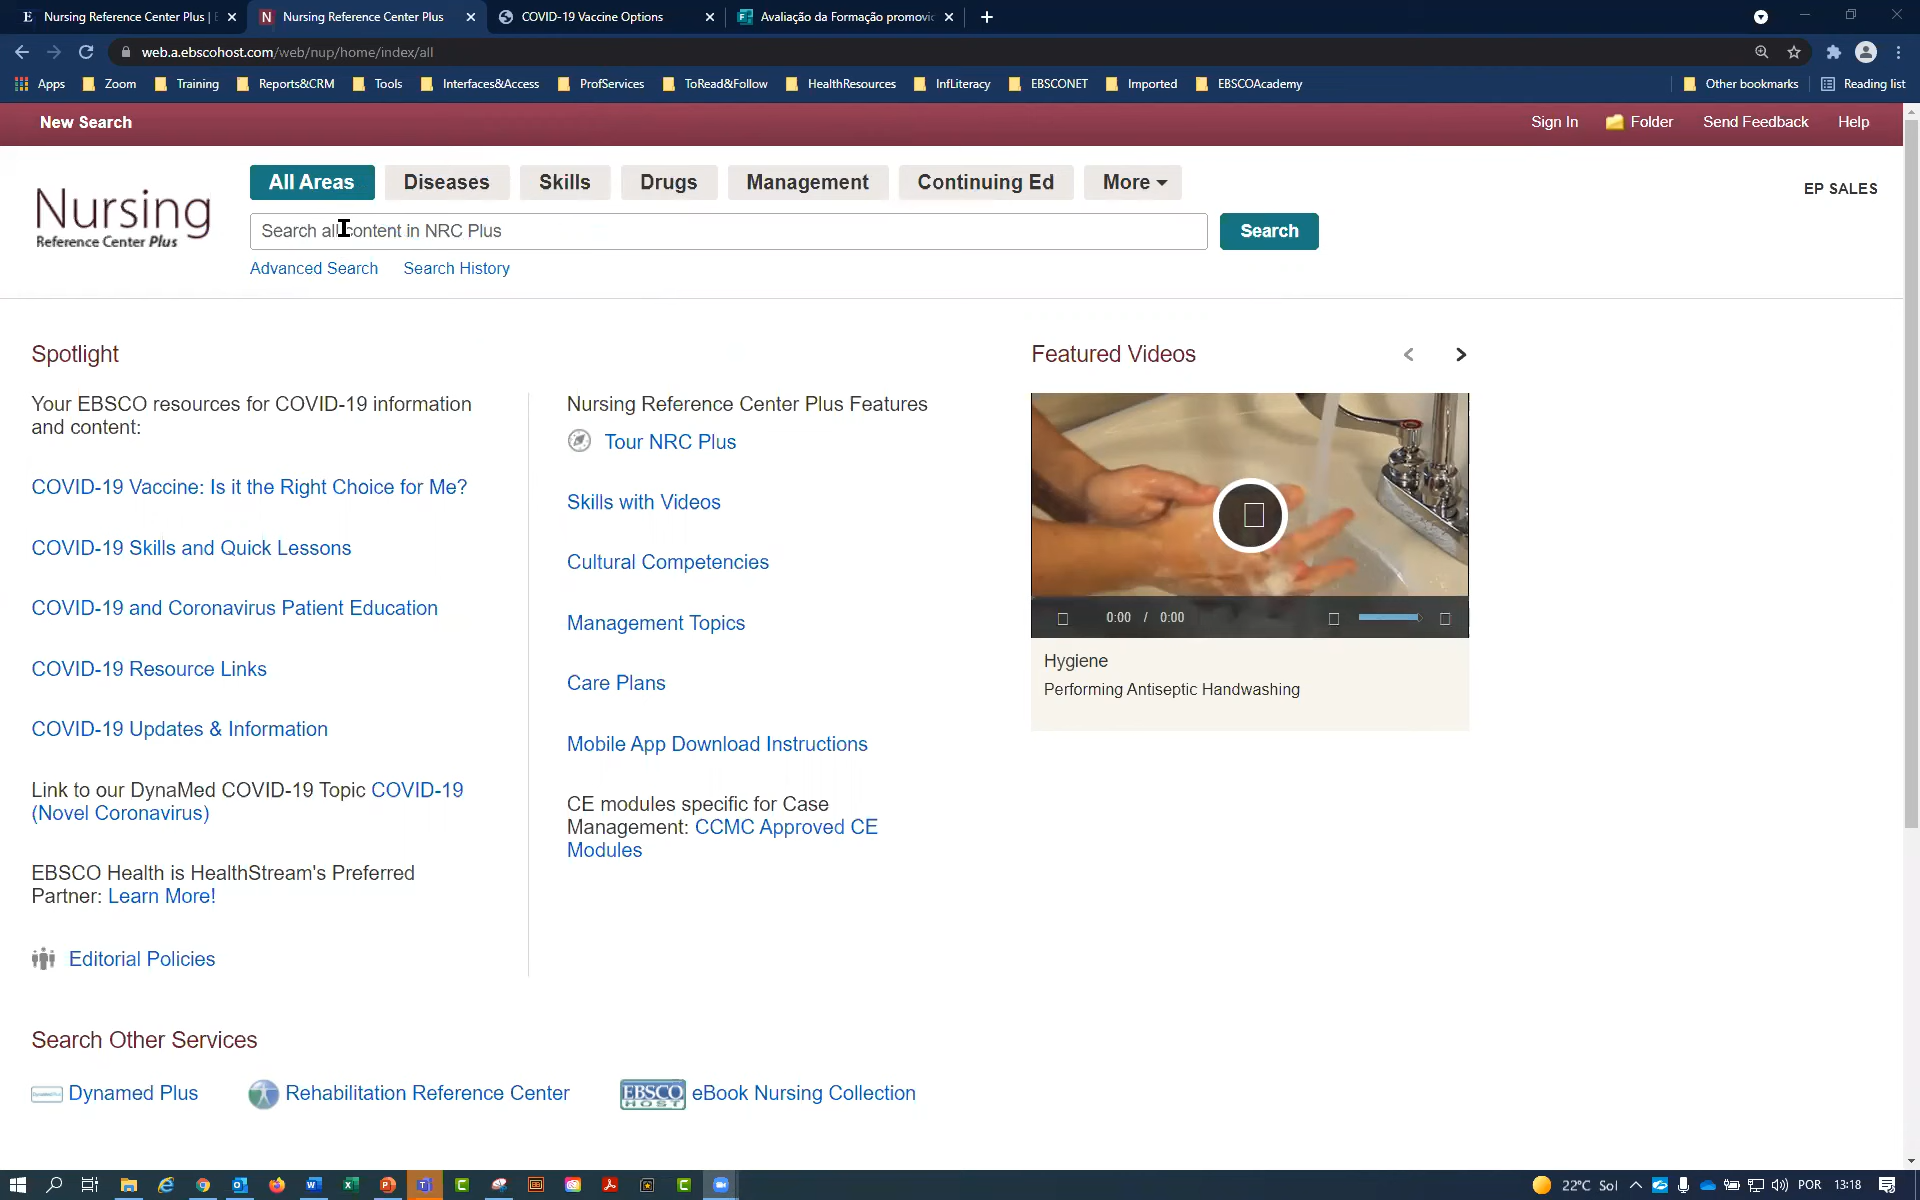 Nursing Reference Center Plus |
Nursing Reference Center Plus
COVID-19 Vaccine Options
Avaliação da Formação promovi
web.a.ebscohost.com/web/nup/home/index/all
Apps Zoom Training Reports&CRM Tools Interfaces&Access ProfServices ToRead&Follow HealthResources InfLiteracy EBSCONET Imported EBSCOAcademy Other bookmarks Reading list
New Search Sign In Folder Send Feedback Help
All Areas Diseases Skills Drugs Management Continuing Ed More
EP SALES
Nursing
Reference Center Plus
Search all content in NRC Plus Search
Advanced Search Search History
Spotlight
Your EBSCO resources for COVID-19 information
and content:
COVID-19 Vaccine: Is it the Right Choice for Me?
COVID-19 Skills and Quick Lessons
COVID-19 and Coronavirus Patient Education
COVID-19 Resource Links
COVID-19 Updates & Information
Link to our DynaMed COVID-19 Topic COVID-19
(Novel Coronavirus)
EBSCO Health is HealthStream's Preferred
Partner: Learn More!
Editorial Policies
Nursing Reference Center Plus Features
Tour NRC Plus
Skills with Videos
Cultural Competencies
Management Topics
Care Plans
Mobile App Download Instructions
CE modules specific for Case
Management: CCMC Approved CE
Modules
Featured Videos
0:00 / 0:00
Hygiene
Performing Antiseptic Handwashing
Search Other Services
Dynamed Plus
Rehabilitation Reference Center
EBSCO
HOST
eBook Nursing Collection
22°C Sol POR 13:18